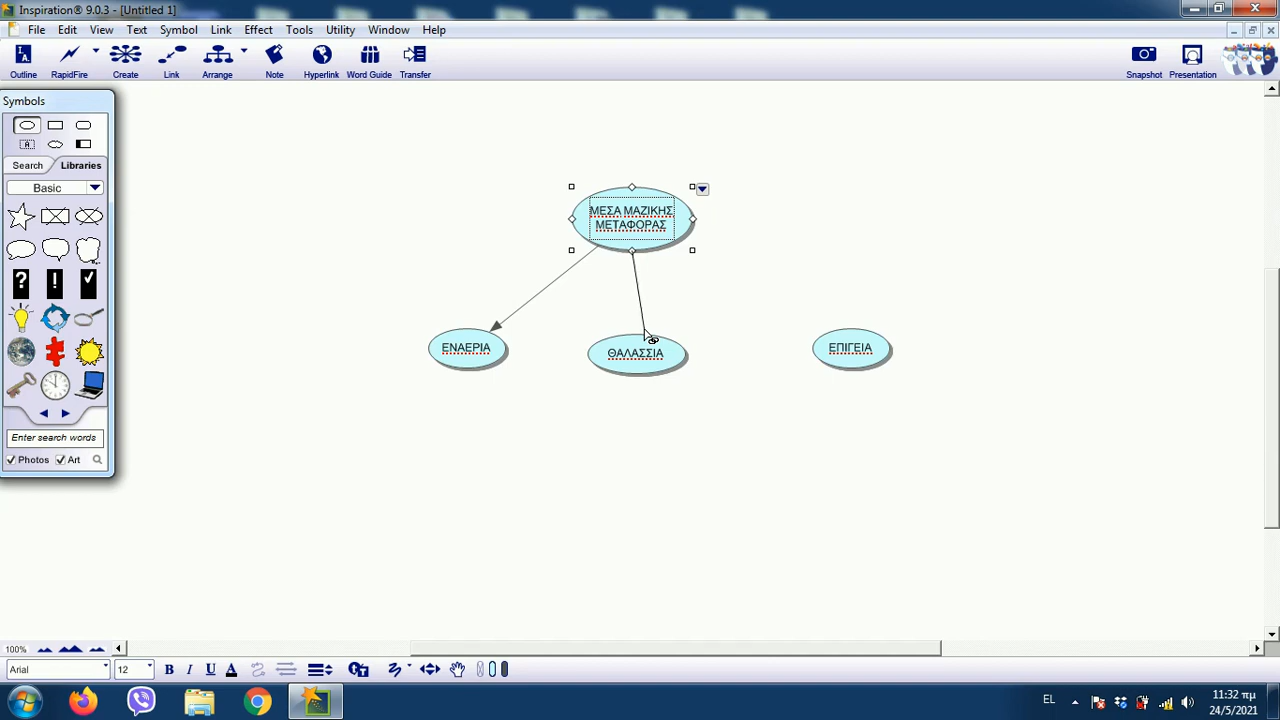 Inspiration® 9.0.3 - [Untitled 1]
File Edit View Text Symbol Link Effect Tools Utility Window Help
Outline RapidFire Create Link Arrange Note Hyperlink Word Guide Transfer Snapshot Presentation
Symbols
Search Libraries
Basic
Enter search words
Photos Art
ΜΕΣΑ ΜΑΖΙΚΗΣ
ΜΕΤΑΦΟΡΑΣ
ΕΝΑΕΡΙΑ
ΘΑΛΑΣΣΙΑ
ΕΠΙΓΕΙΑ
100%
Arial 12 B I U A
EL
11:32 πμ
24/5/2021